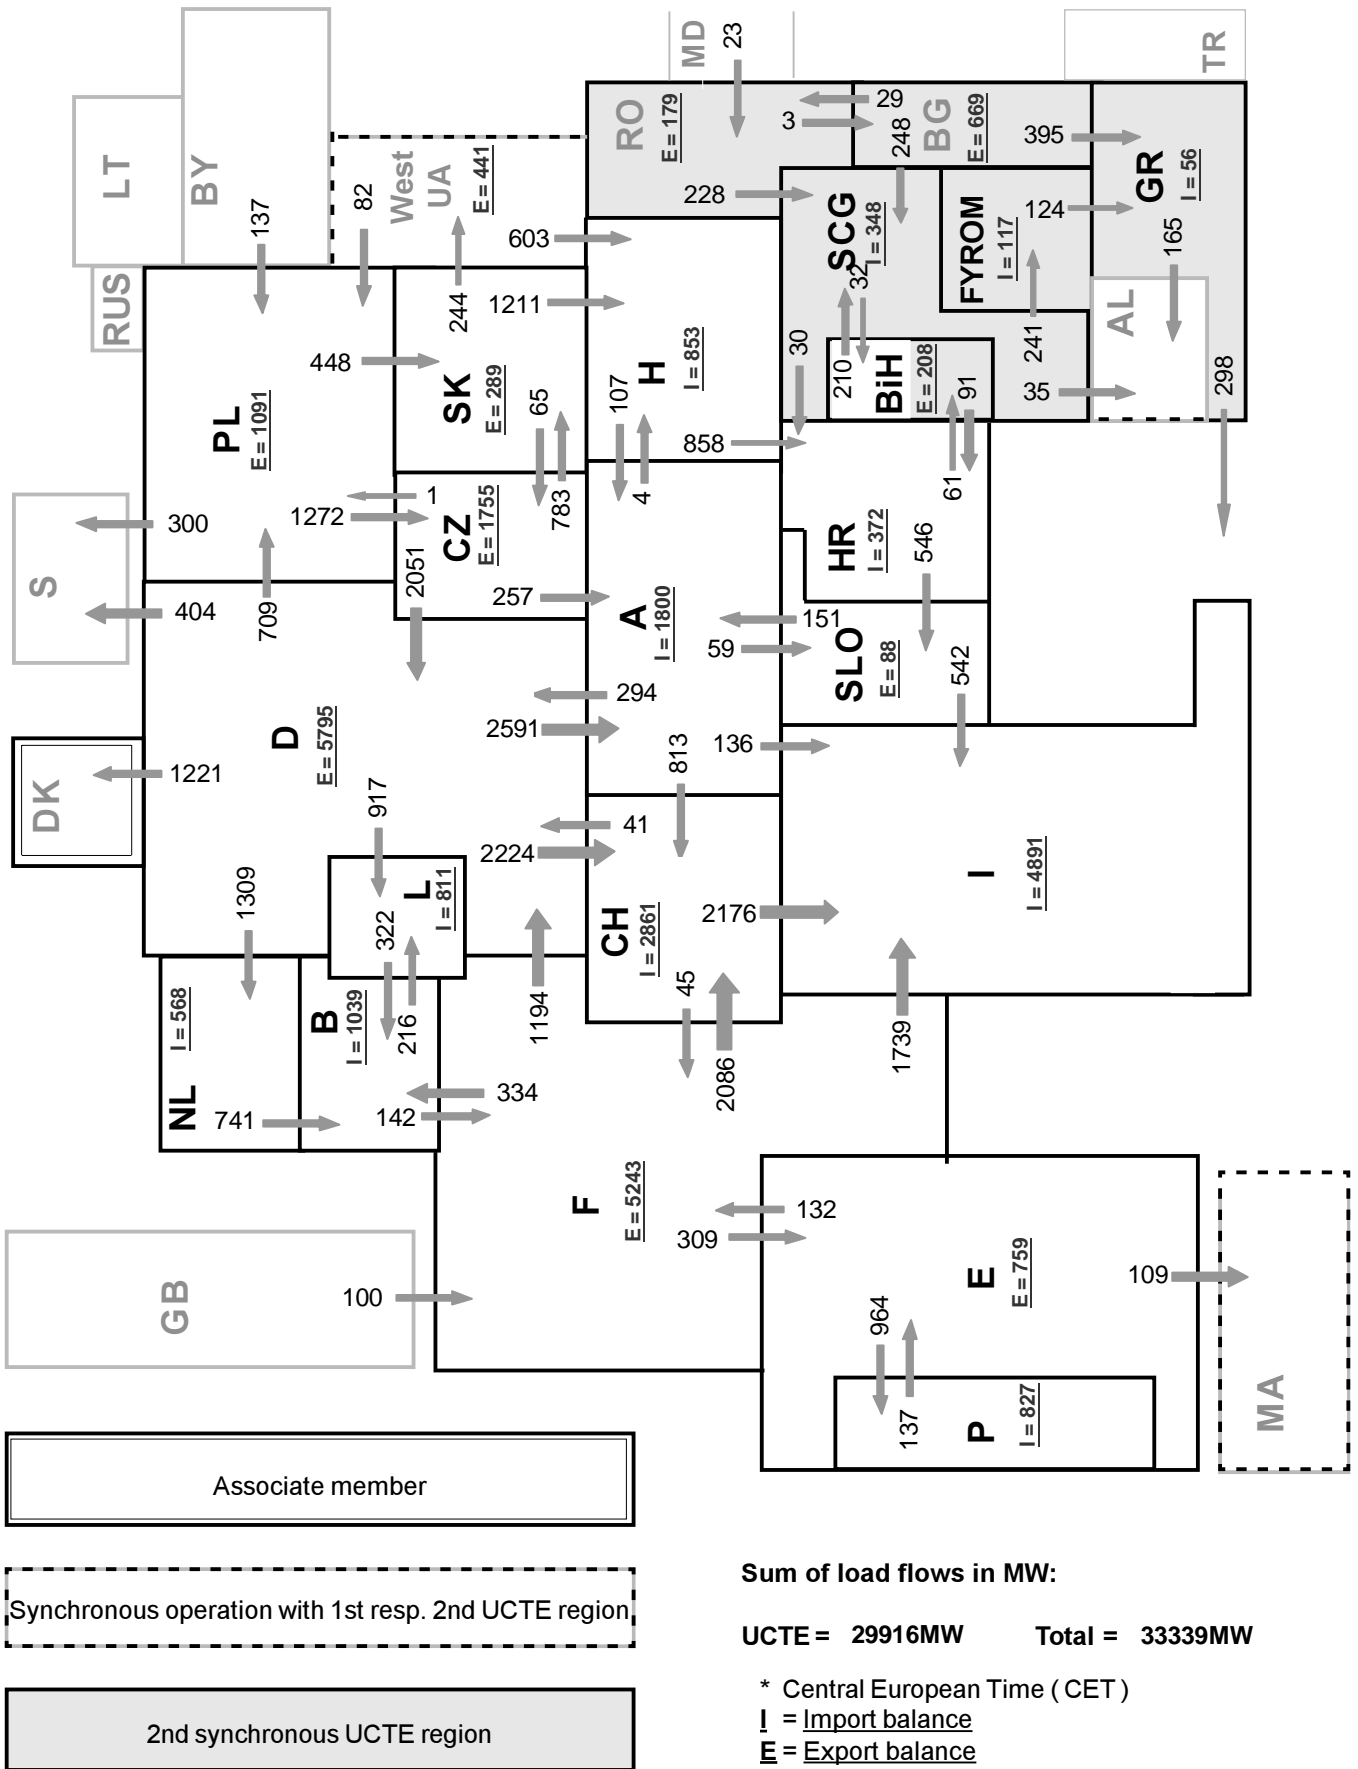 MD
23
TR
RO
E = 179
29
3
248
BG
E = 669
395
GR
I = 56
LT
BY
West
UA
E = 441
82
137
228
SCG
I = 348
FYROM
I = 117
124
165
603
RUS
244
1211
32
AL
448
SK
E = 289
65
H
I = 853
107
30
210
BiH
E = 208
91
241
35
298
PL
E = 1091
858
61
783
4
1
1272
CZ
E = 1755
300
S
2051
HR
I = 372
546
404
709
257
A
I = 1800
151
59
SLO
E = 88
542
294
D
E = 5795
2591
813
136
DK
1221
917
41
2224
L
I = 811
I
I = 4891
1309
322
CH
I = 2861
2176
45
I = 568
B
I = 1039
216
1194
2086
1739
NL
741
142
334
F
E = 5243
132
309
E
E = 759
109
GB
100
964
137
P
I = 827
MA
Associate member
Synchronous operation with 1st resp. 2nd UCTE region
2nd synchronous UCTE region
Sum of load flows in MW:
UCTE = 29916MW Total = 33339MW
* Central European Time ( CET )
I = Import balance
E = Export balance